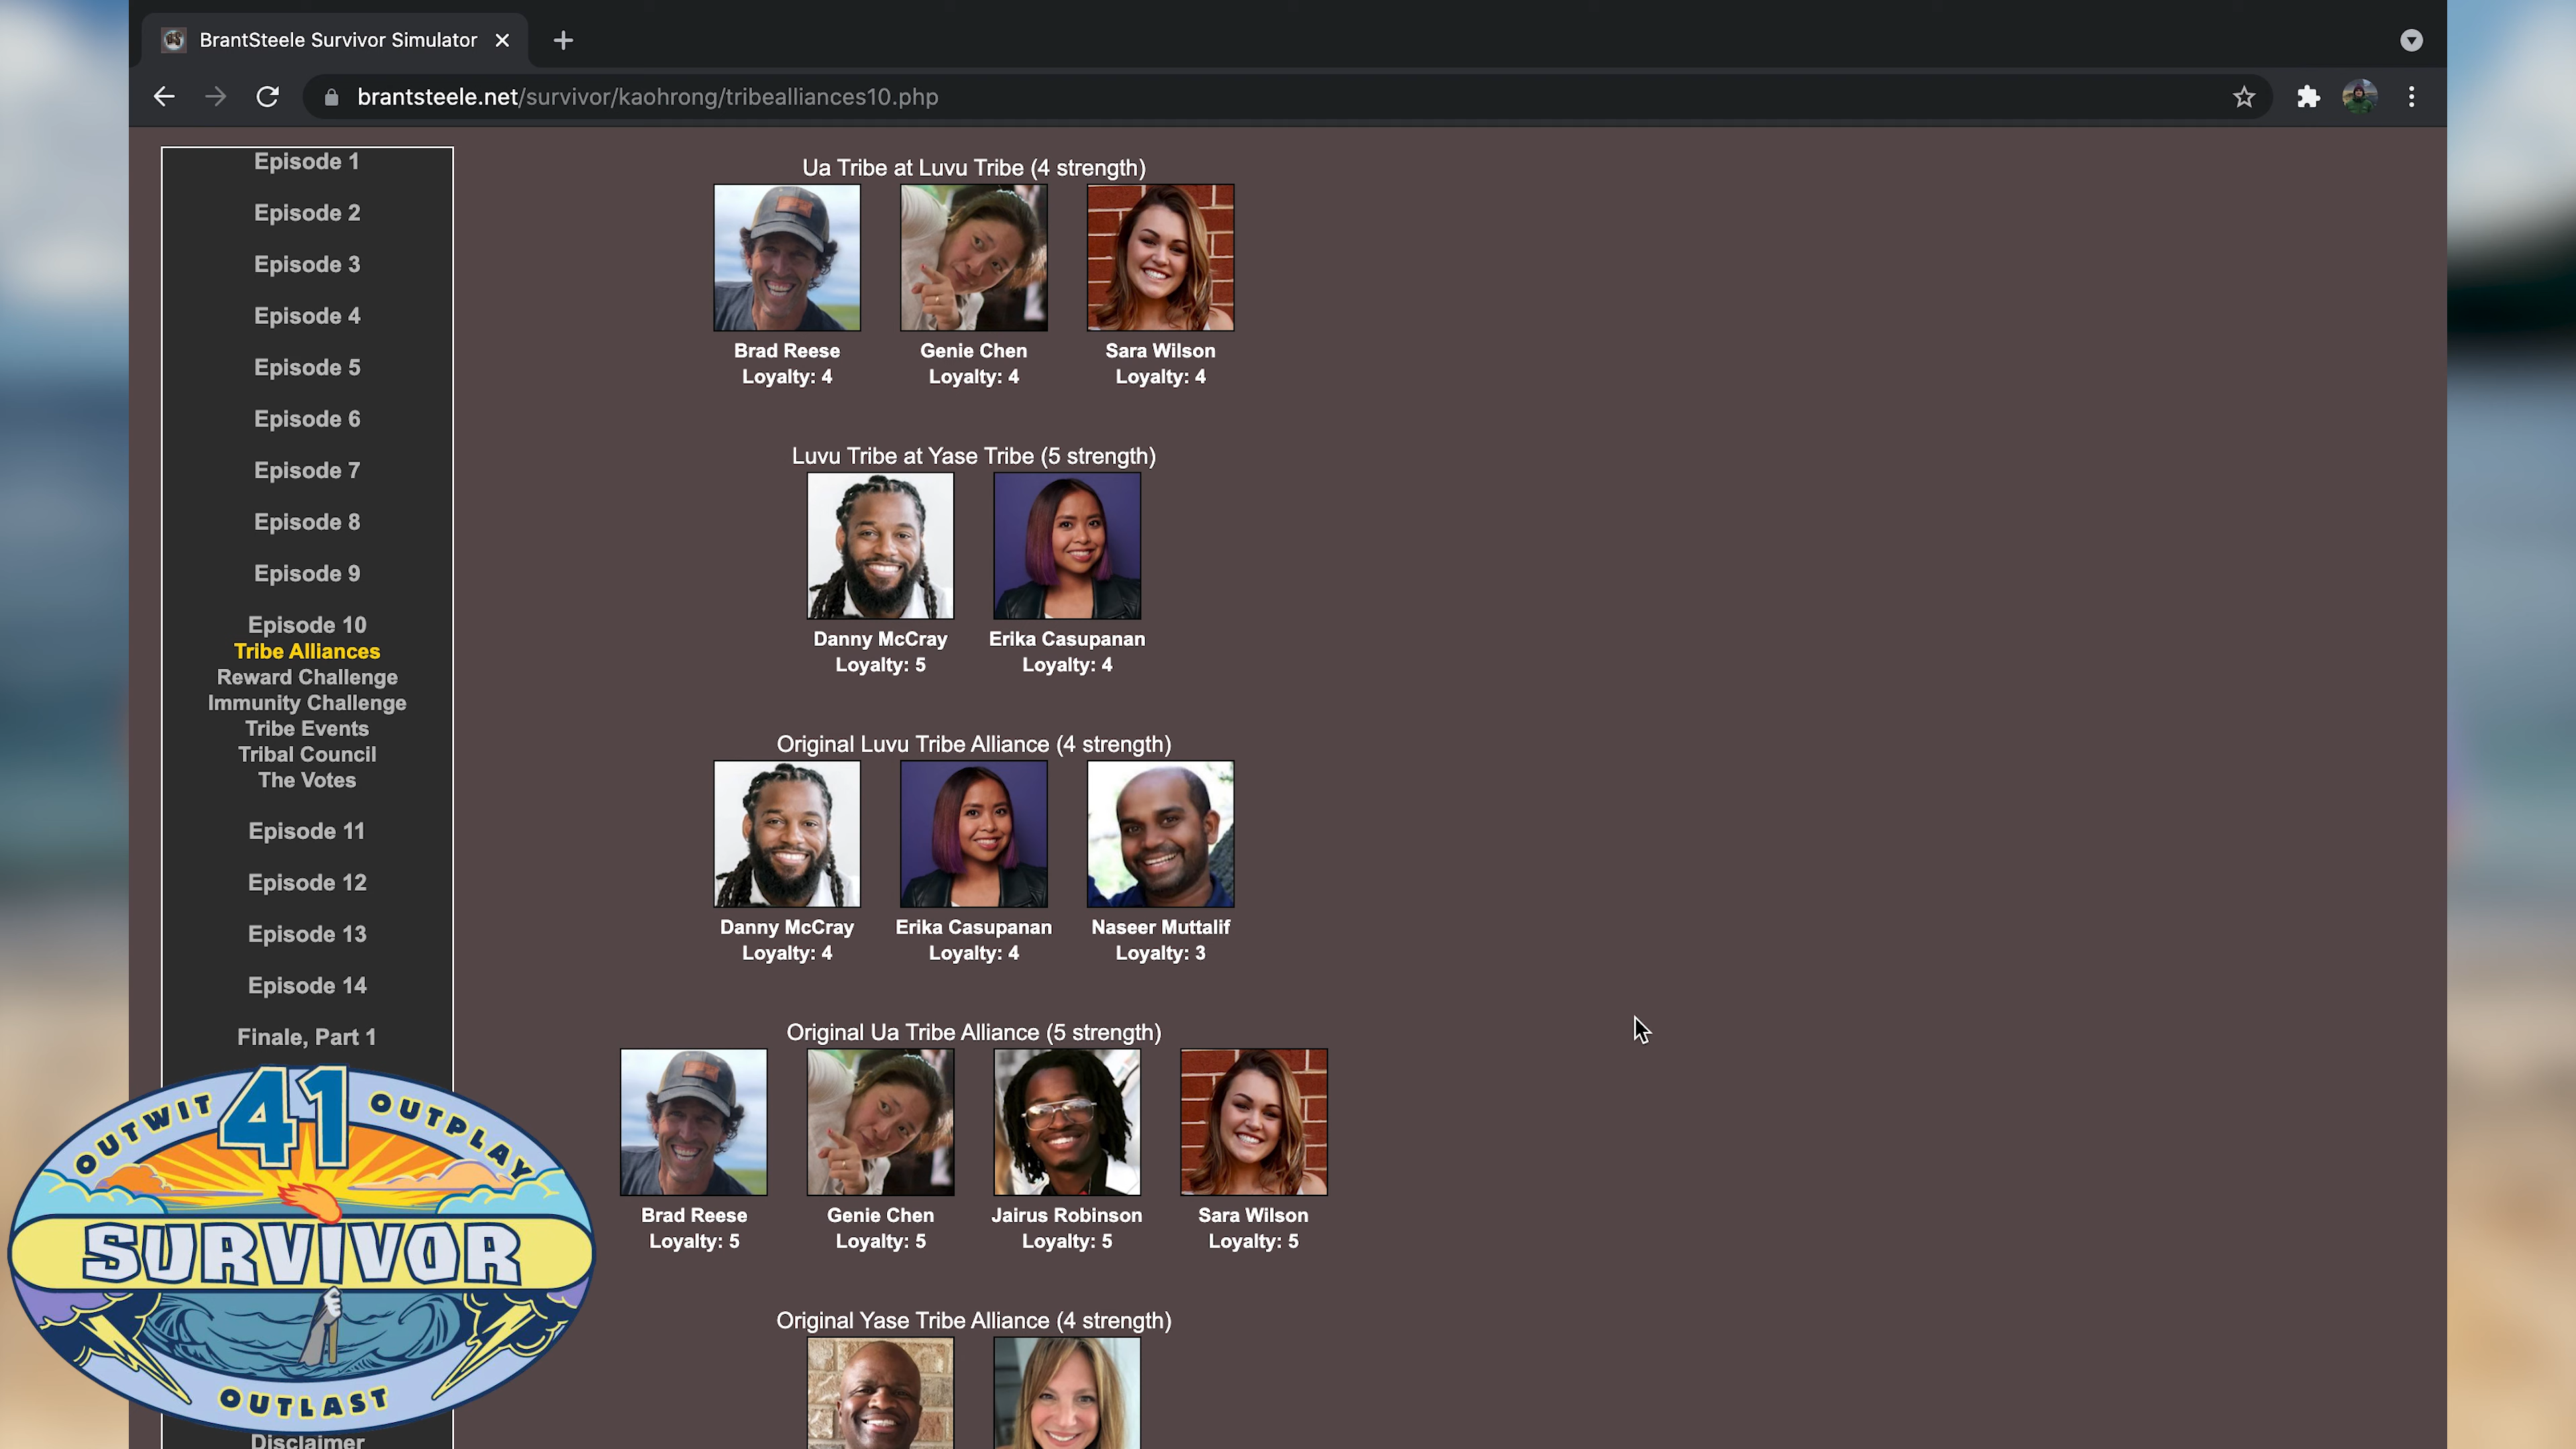 BrantSteele Survivor Simulator
brantsteele.net/survivor/kaohrong/tribealliances10.php
Episode 1
Episode 2
Episode 3
Episode 4
Episode 5
Episode 6
Episode 7
Episode 8
Episode 9
Episode 10
Tribe Alliances
Reward Challenge
Immunity Challenge
Tribe Events
Tribal Council
The Votes
Episode 11
Episode 12
Episode 13
Episode 14
Finale, Part 1
Disclaimer
Ua Tribe at Luvu Tribe (4 strength)
Brad Reese Genie Chen Sara Wilson
Loyalty: 4 Loyalty: 4 Loyalty: 4
Luvu Tribe at Yase Tribe (5 strength)
Danny McCray Erika Casupanan
Loyalty: 5 Loyalty: 4
Original Luvu Tribe Alliance (4 strength)
Danny McCray Erika Casupanan Naseer Muttalif
Loyalty: 4 Loyalty: 4 Loyalty: 3
Original Ua Tribe Alliance (5 strength)
Brad Reese Genie Chen Jairus Robinson Sara Wilson
Loyalty: 5 Loyalty: 5 Loyalty: 5 Loyalty: 5
Original Yase Tribe Alliance (4 strength)
OUTWIT 41 OUTPLAY
SURVIVOR
OUTLAST